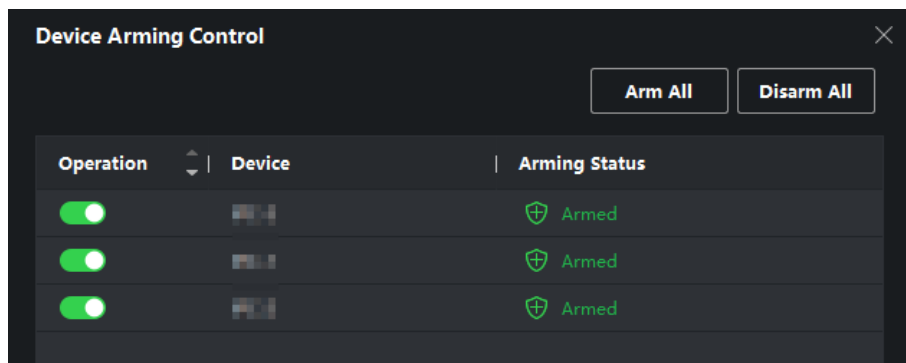 Device Arming Control
Arm All Disarm All
Operation Device Arming Status
Armed
Armed
Armed